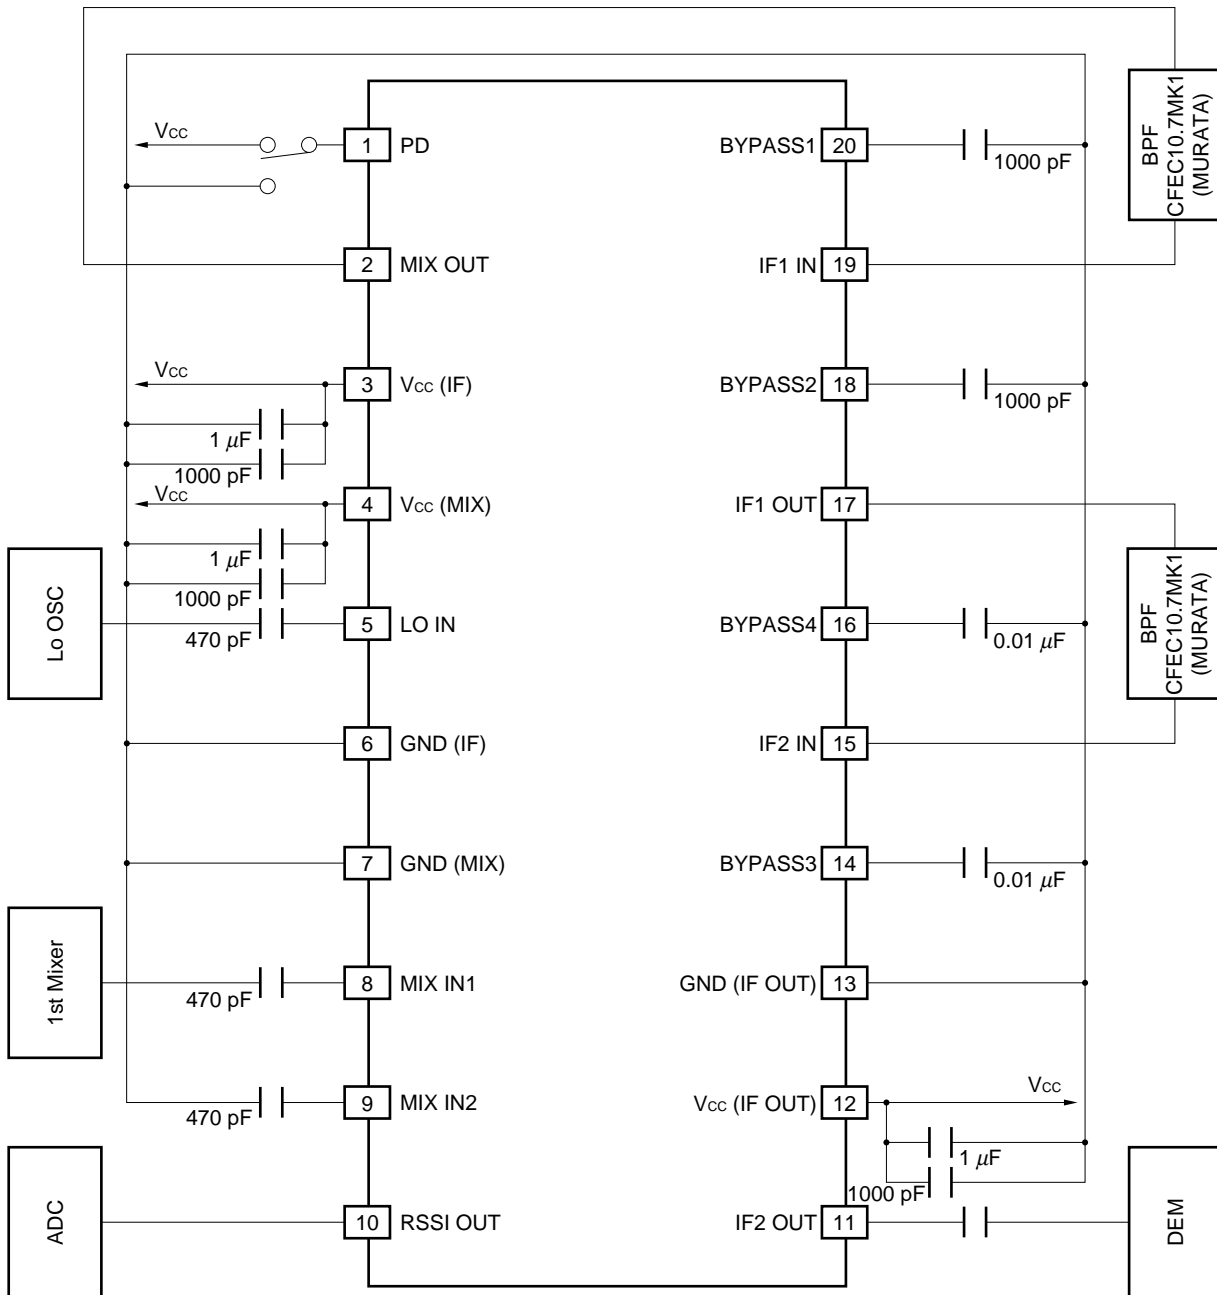 Vcc
1 PD
BYPASS1 20
1000 pF
BPF
CFEC10.7MK1
(MURATA)
2 MIX OUT
IF1 IN 19
Vcc
3 Vcc (IF)
BYPASS2 18
1000 pF
1 µF
1000 pF
Vcc
4 Vcc (MIX)
IF1 OUT 17
1 µF
1000 pF
Lo OSC
470 pF
5 LO IN
BYPASS4 16
0.01 µF
BPF
CFEC10.7MK1
(MURATA)
6 GND (IF)
IF2 IN 15
7 GND (MIX)
BYPASS3 14
0.01 µF
1st Mixer
470 pF
8 MIX IN1
GND (IF OUT) 13
470 pF
9 MIX IN2
Vcc (IF OUT) 12
Vcc
1 µF
1000 pF
ADC
10 RSSI OUT
IF2 OUT 11
DEM